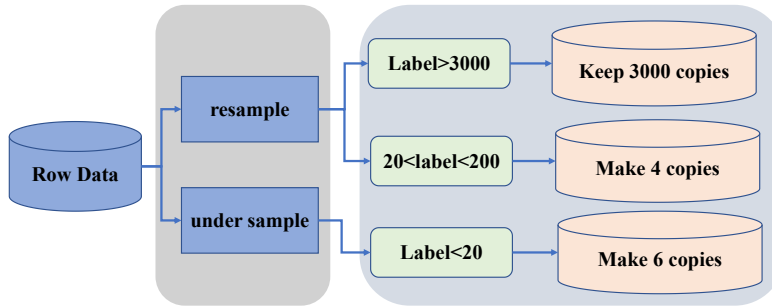 Row Data
resample
under sample
Label>3000
20<label<200
Label<20
Keep 3000 copies
Make 4 copies
Make 6 copies